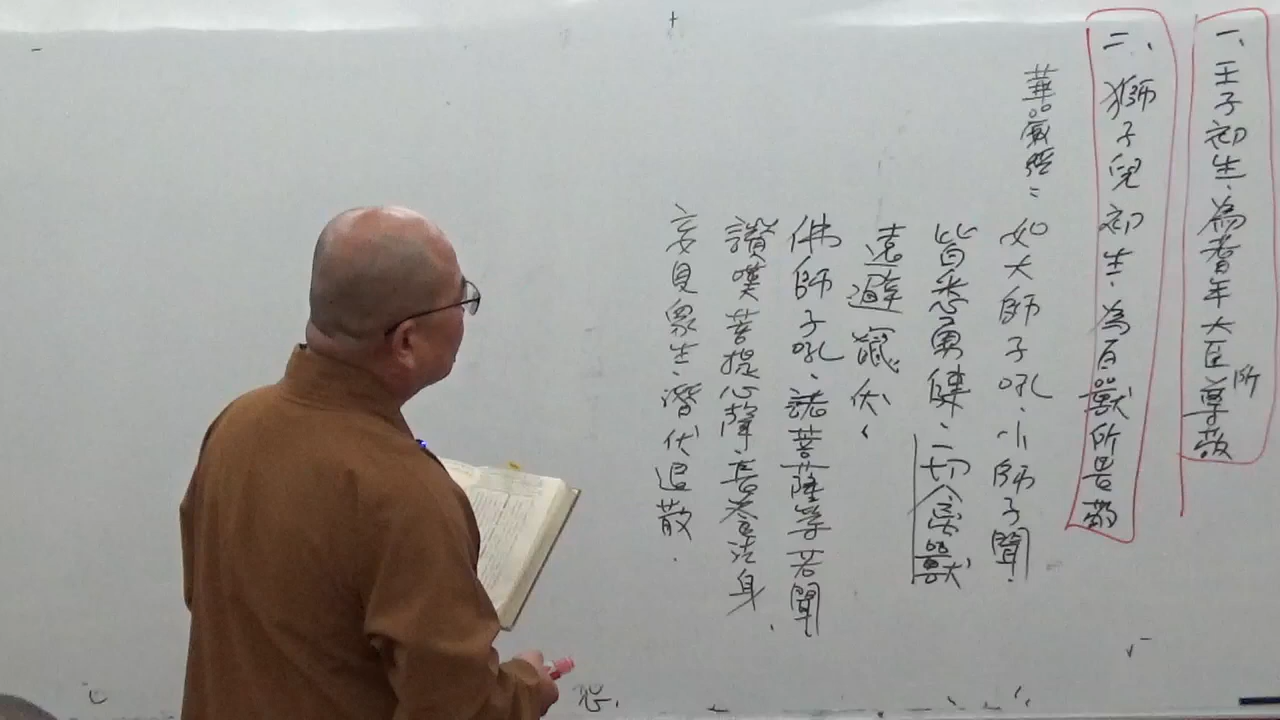 一、王子初生、為耆年大臣所尊敬
二、獅子兒初生、為百獸所畏敬
華嚴經：如大師子吼、小師子聞、
皆悉勇健、一切禽獸
遠避竄伏、
佛師子吼、諸菩薩等若聞
讚嘆菩提心聲、長養法身、
妄見眾生、潛伏退散.